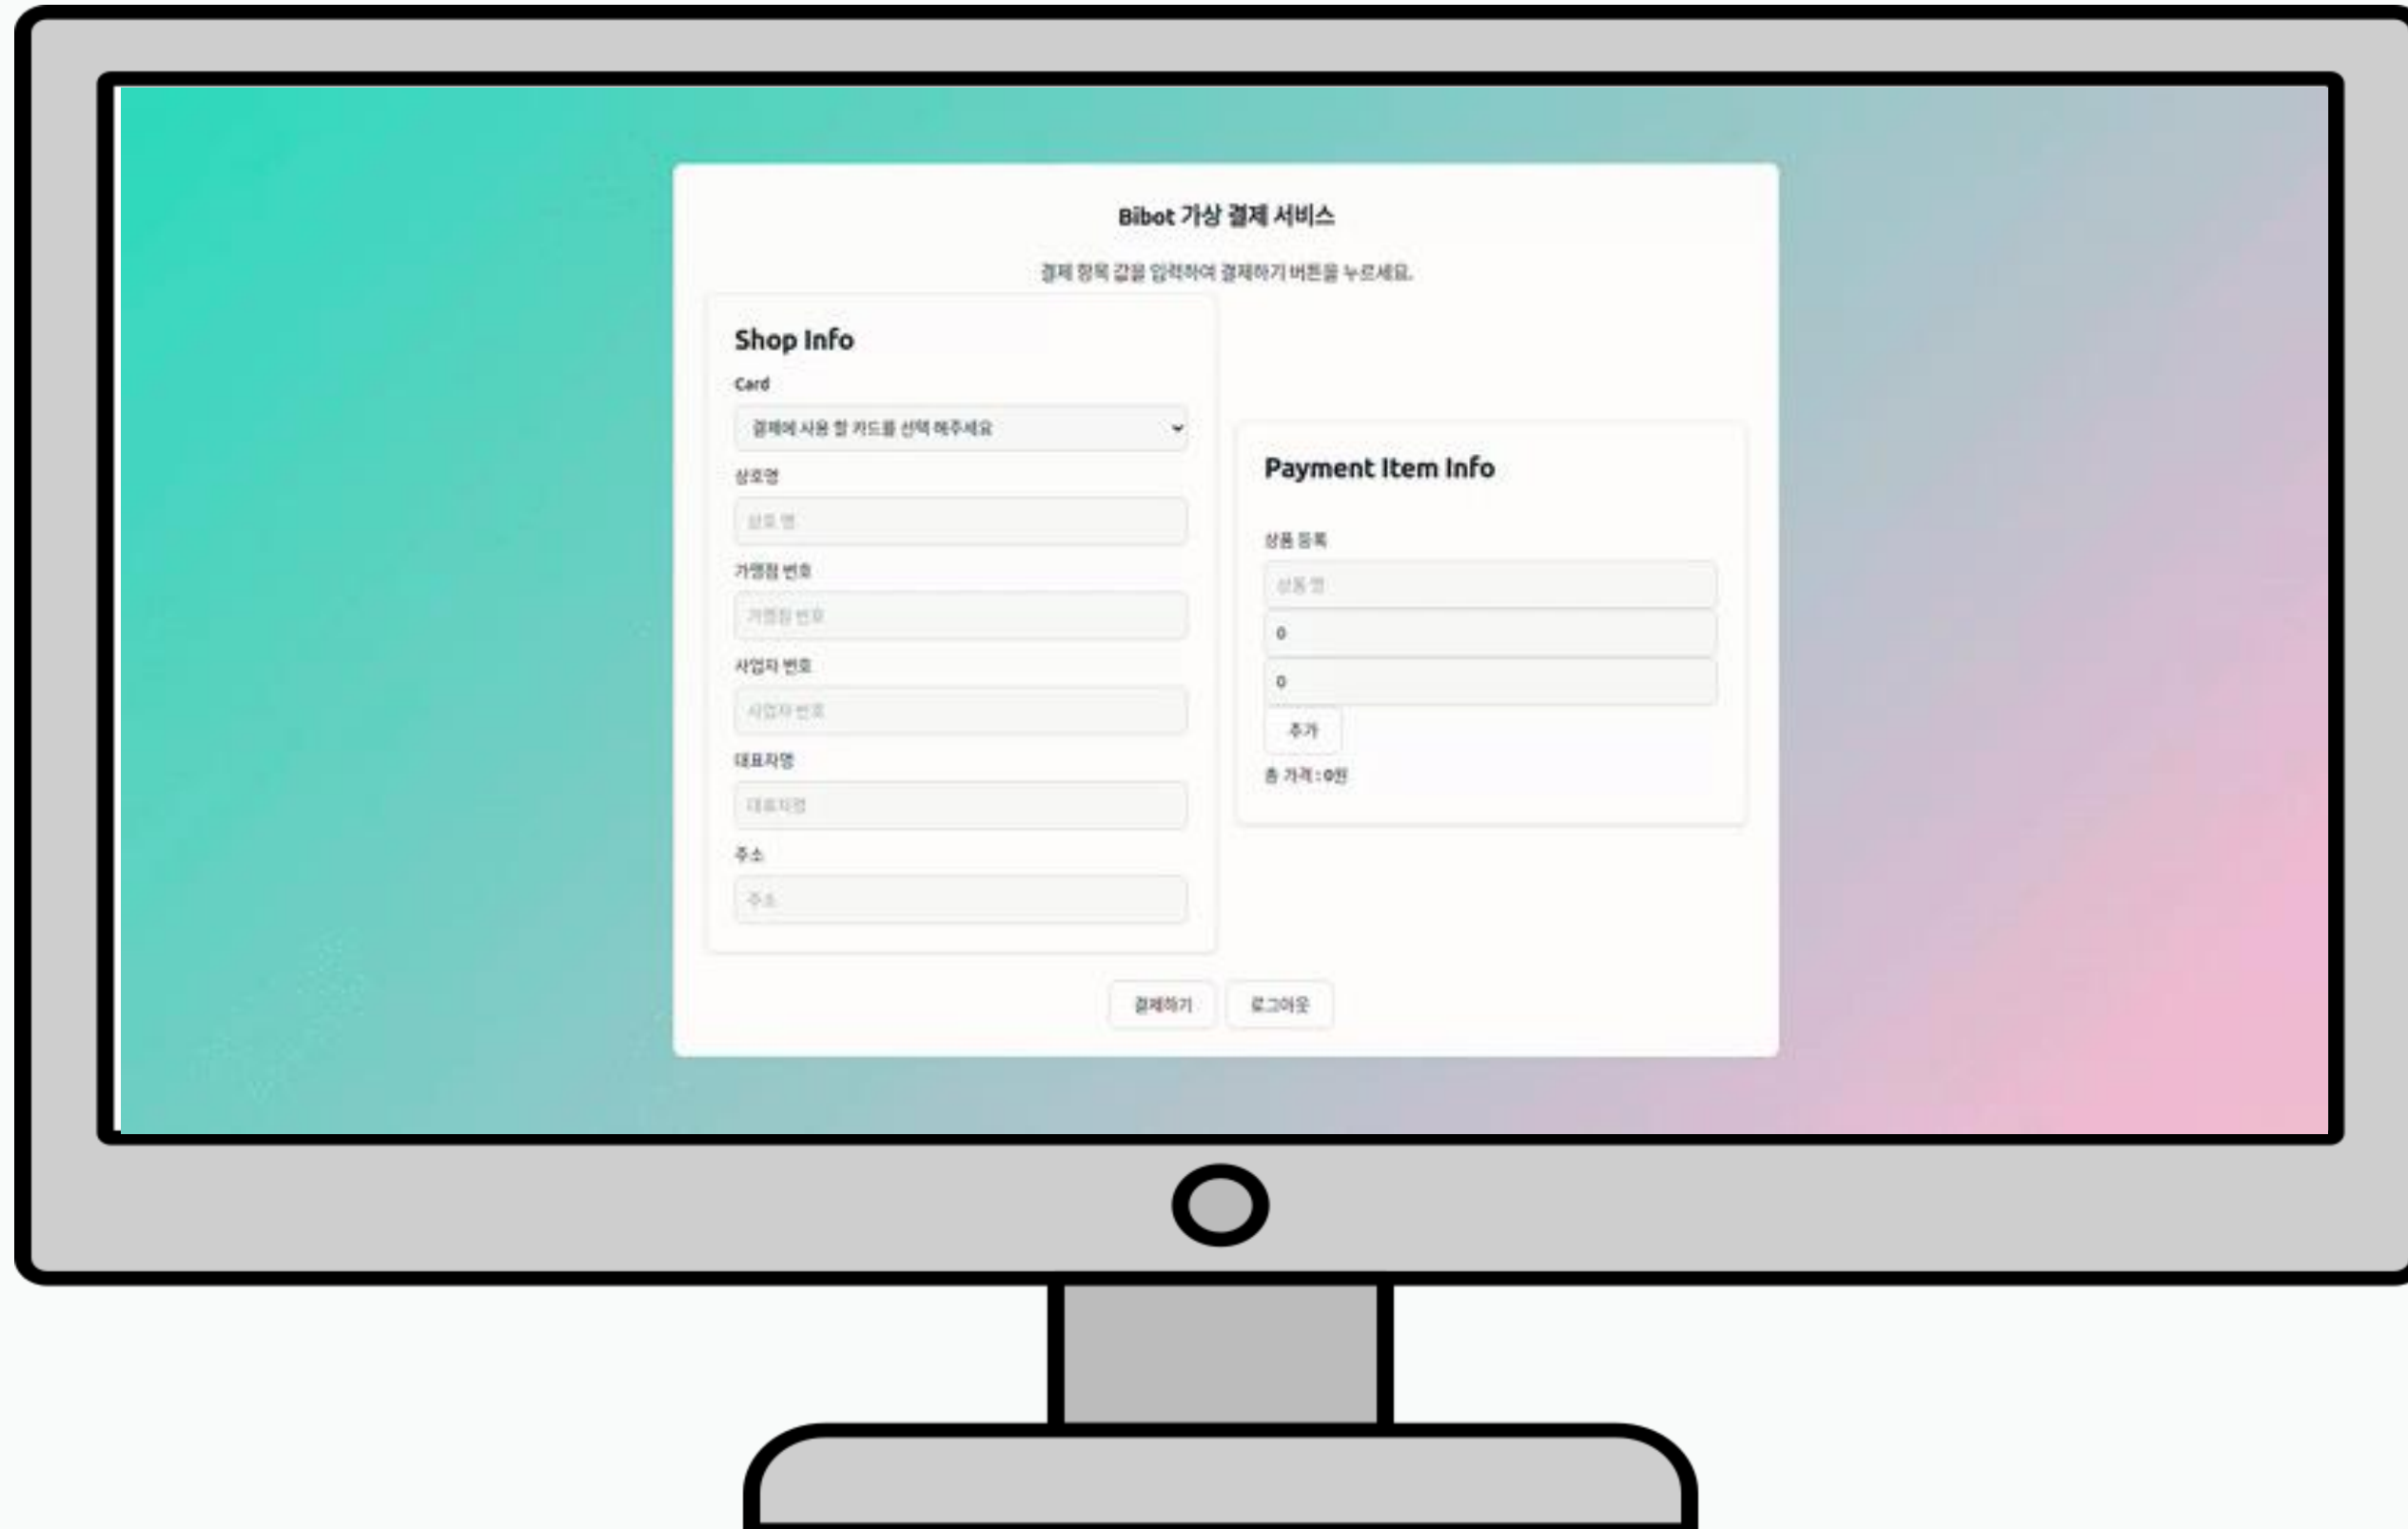 Bibot 가상 결제 서비스
결제 항목 값을 입력하여 결제하기 버튼을 누르세요.
Shop Info
Card
결제에 사용 할 카드를 선택 해주세요
상호명
상호 명
가맹점 번호
가맹점 번호
사업자 번호
사업자 번호
대표자명
대표자명
주소
주소
Payment Item Info
상품 등록
상품 명
0
0
추가
총 가격 : 0원
결제하기
로그아웃